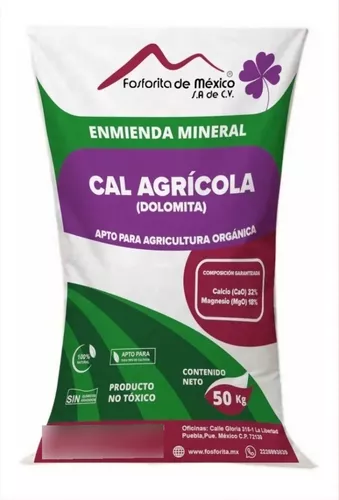 Fosforita de México®
S.A de C.V.
ENMIENDA MINERAL
CAL AGRÍCOLA
(DOLOMITA)
APTO PARA AGRICULTURA ORGÁNICA
COMPOSICIÓN GARANTIZADA
Calcio (CaO) 32%
Magnesio (MgO) 18%
100%
NATURAL
APTO PARA
SIN
PRODUCTO
NO TÓXICO
CONTENIDO
NETO
50 Kg
Oficinas: Calle Gloria 316-1 La Libertad
Puebla,Pue. México C.P. 72130
www.fosforita.mx